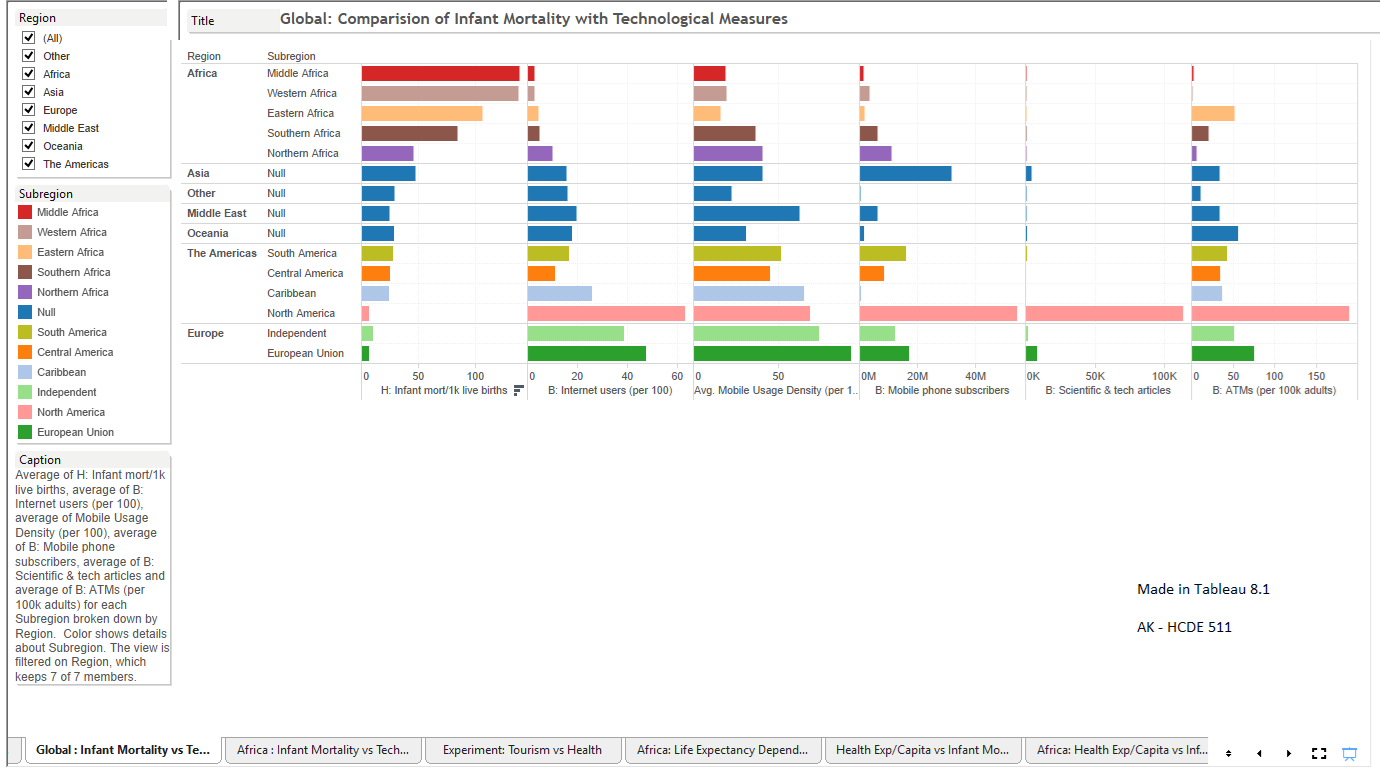 Region
(All)
Other
Africa
Asia
Europe
Middle East
Oceania
The Americas
Subregion
Middle Africa
Western Africa
Eastern Africa
Southern Africa
Northern Africa
Null
South America
Central America
Caribbean
Independent
North America
European Union
Caption
Average of H: Infant mort/1k
live births, average of B:
Internet users (per 100),
average of Mobile Usage
Density (per 100), average
of B: Mobile phone
subscribers, average of B:
Scientific & tech articles and
average of B: ATMs (per
100k adults) for each
Subregion broken down by
Region.  Color shows details
about Subregion. The view is
filtered on Region, which
keeps 7 of 7 members.
Title
Global: Comparision of Infant Mortality with Technological Measures
Region Subregion
Africa Middle Africa
Western Africa
Eastern Africa
Southern Africa
Northern Africa
Asia Null
Other Null
Middle East Null
Oceania Null
The Americas South America
Central America
Caribbean
North America
Europe Independent
European Union
0 50 100 0 20 40 60 0 50 0M 20M 40M 0K 50K 100K 0 50 100 150
H: Infant mort/1k live births B: Internet users (per 100) Avg. Mobile Usage Density (per 1.. B: Mobile phone subscribers B: Scientific & tech articles B: ATMs (per 100k adults)
Made in Tableau 8.1
AK - HCDE 511
Global : Infant Mortality vs Te... Africa : Infant Mortality vs Tech... Experiment: Tourism vs Health Africa: Life Expectancy Depend... Health Exp/Capita vs Infant Mo... Africa: Health Exp/Capita vs Inf...